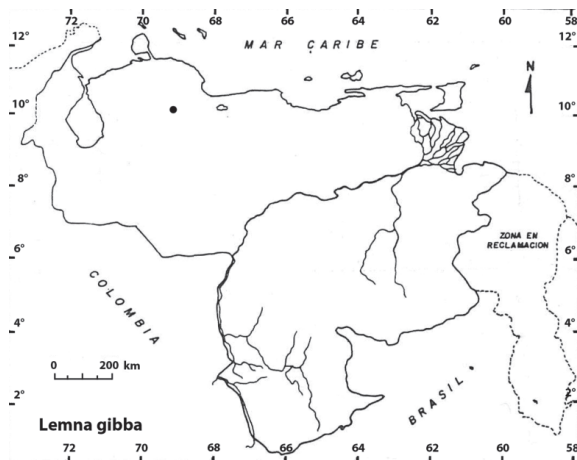 72 70 68 66 64 62 60 58
12° 12°
MAR CARIBE
N
10° 10°
8° 8°
ZONA EN
RECLAMACION
6° 6°
COLOMBIA
4° 4°
0 200 km
2° 2°
BRASIL
Lemna gibba
72 70 68 66 64 62 60 58